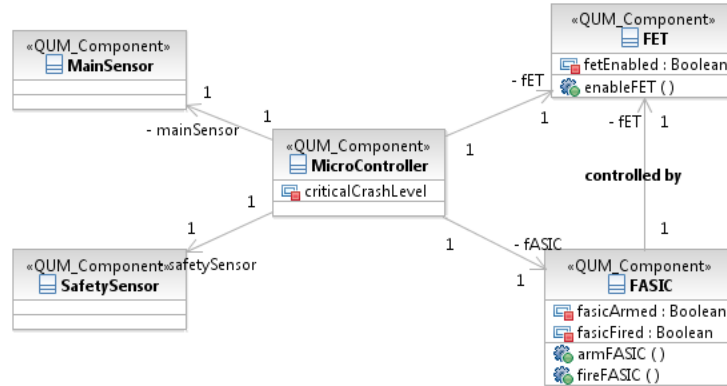 «QUM_Component»
MainSensor
1
- mainSensor
1
«QUM_Component»
FET
fetEnabled : Boolean
enableFET ( )
- fET
1
1
- fET
1
«QUM_Component»
MicroController
criticalCrashLevel
controlled by
1
1
1
- safetySensor
«QUM_Component»
SafetySensor
1
- fASIC
1
«QUM_Component»
FASIC
fasicArmed : Boolean
fasicFired : Boolean
armFASIC ( )
fireFASIC ( )